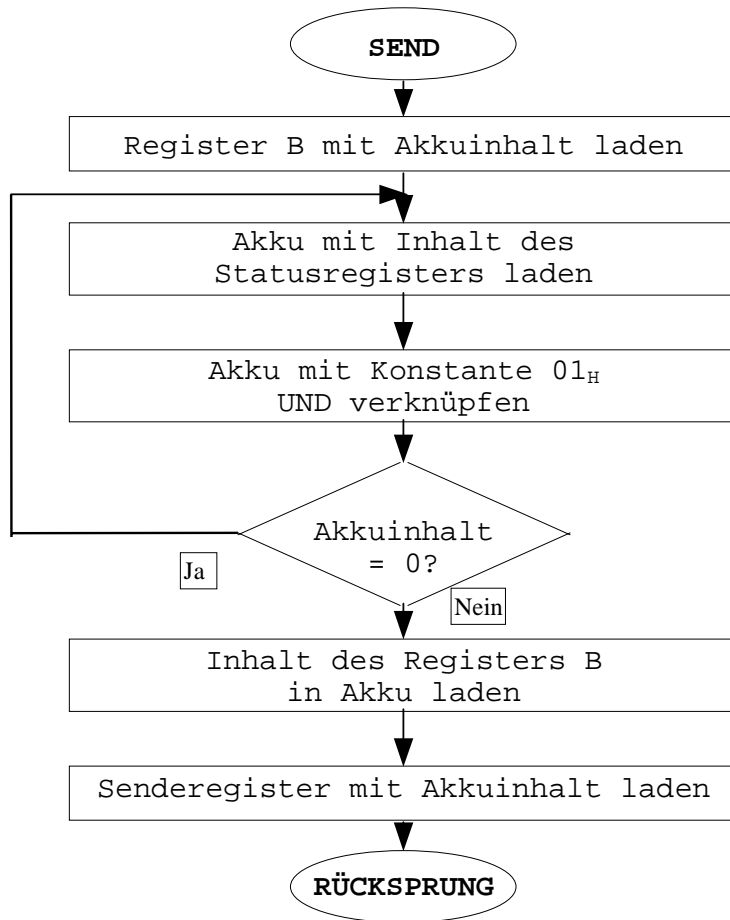 SEND
Register B mit Akkuinhalt laden
Akku mit Inhalt des
Statusregisters laden
Akku mit Konstante 01H
UND verknüpfen
Akkuinhalt
= 0?
Ja
Nein
Inhalt des Registers B
in Akku laden
Senderegister mit Akkuinhalt laden
RÜCKSPRUNG